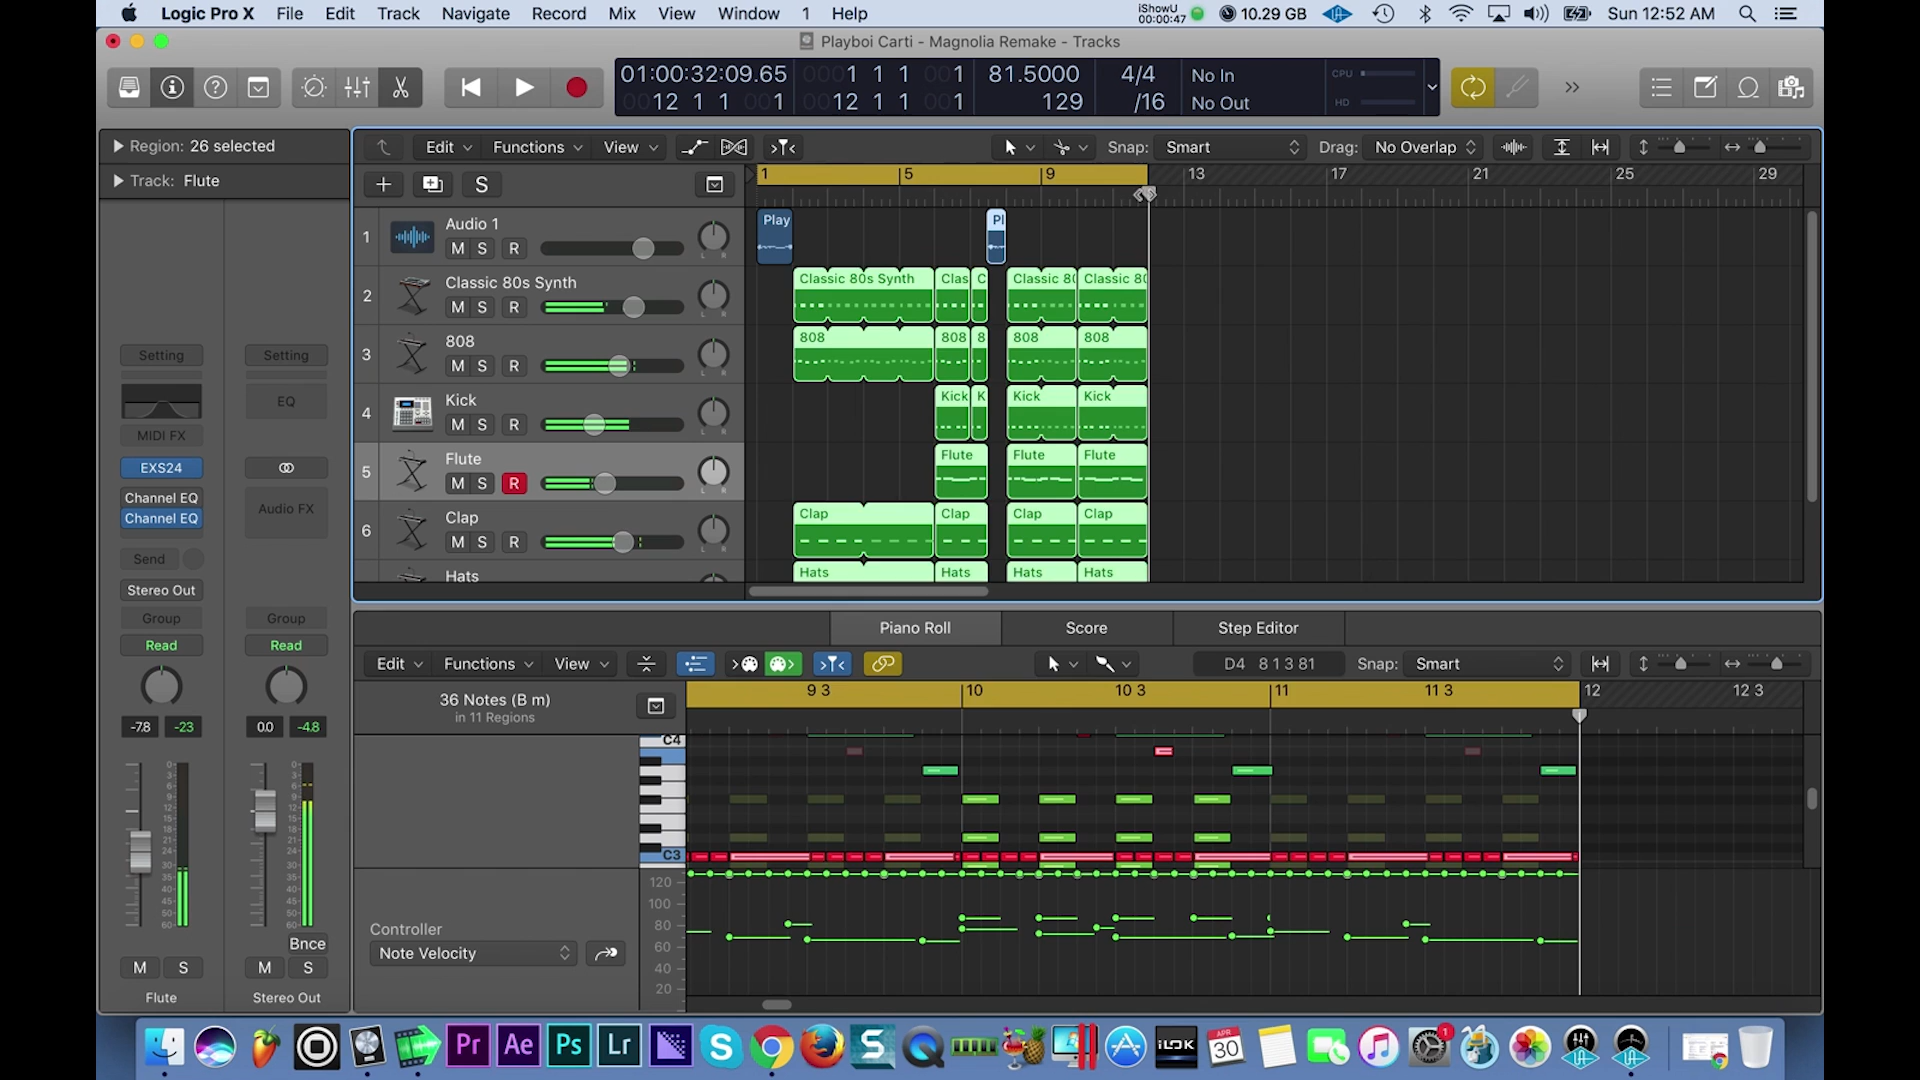 Logic Pro X File Edit Track Navigate Record Mix View Window 1 Help iShowU 00:00:47 10.29 GB Sun 12:52 AM
Playboi Carti - Magnolia Remake - Tracks
01:00:32:09.65 0001 1 1 001 81.5000 4/4 No In CPU
0012 1 1 001 0012 1 1 001 129 /16 No Out HD
Region: 26 selected
Track: Flute
Edit Functions View Snap: Smart Drag: No Overlap
S
1 5 9 13 17 21 25 29
1 Audio 1
M S R
Play Pl
2 Classic 80s Synth
M S R
Classic 80s Synth Clas C Classic 80 Classic 80
3 808
M S R
808 808 8 808 808
4 Kick
M S R
Kick K Kick Kick
5 Flute
M S R
Flute Flute Flute
6 Clap
M S R
Clap Clap Clap Clap
Hats
Hats Hats Hats Hats
Setting Setting
EQ
MIDI FX
EXS24
Channel EQ
Channel EQ
Audio FX
Send
Stereo Out
Group Group
Read Read
-7.8 -23 0.0 -4.8
Bnce
M S M S
Flute Stereo Out
Piano Roll Score Step Editor
Edit Functions View D4 8 1 3 81 Snap: Smart
36 Notes (B m)
in 11 Regions
9 3 10 10 3 11 11 3 12 12 3
C4
C3
120
100
80
60
40
20
Controller
Note Velocity
Pr Ae Ps Lr S S iLOK APR 30 1